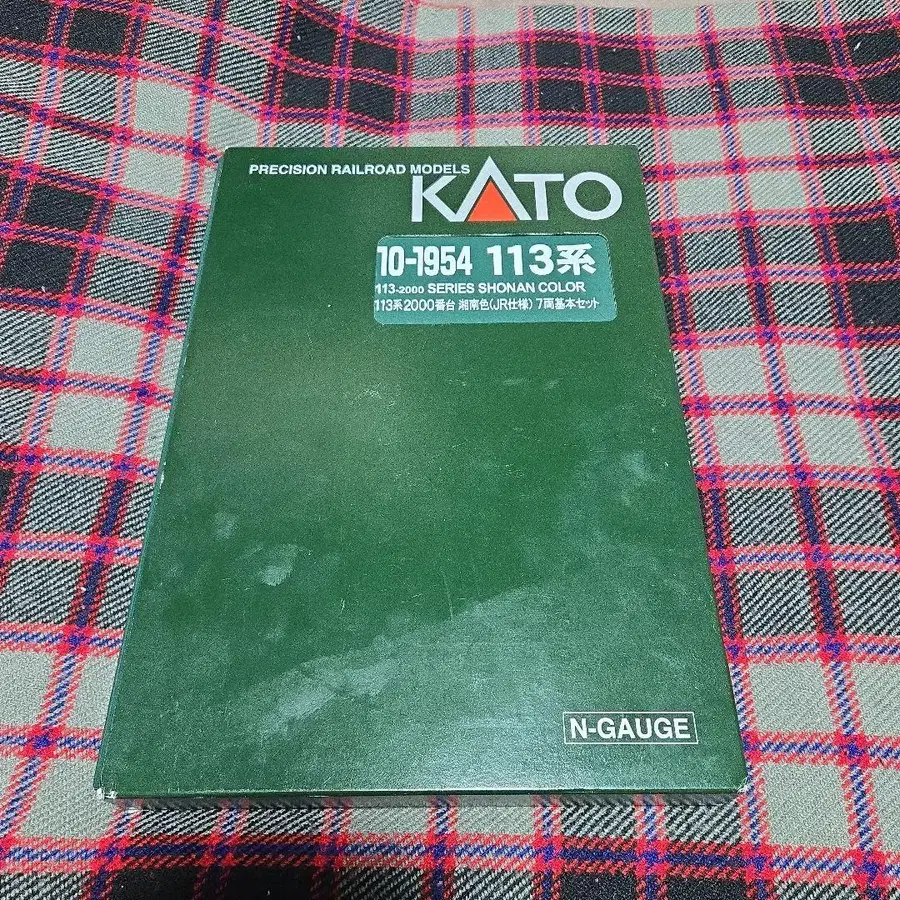 PRECISION RAILROAD MODELS
KATO
10-1954 113系
113-2000 SERIES SHONAN COLOR
113系2000番台 湘南色(JR仕様) 7両基本セット
N-GAUGE